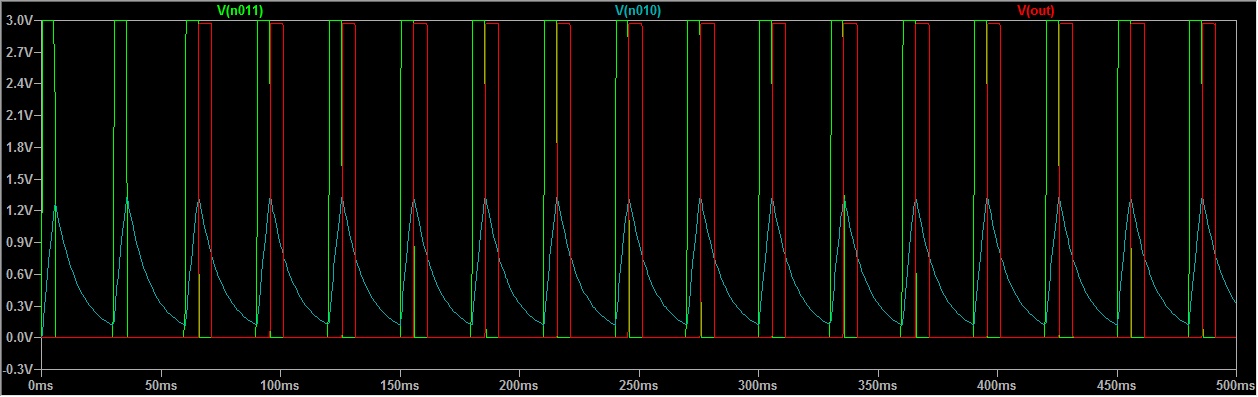 V(n011) V(n010) V(out)
3.0V
2.7V
2.4V
2.1V
1.8V
1.5V
1.2V
0.9V
0.6V
0.3V
0.0V
-0.3V
0ms 50ms 100ms 150ms 200ms 250ms 300ms 350ms 400ms 450ms 500ms